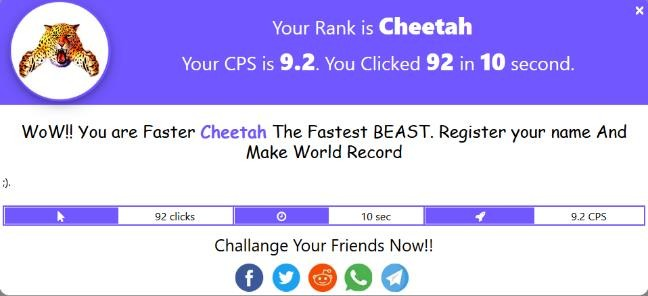 Your Rank is Cheetah
Your CPS is 9.2. You Clicked 92 in 10 second.
WoW!! You are Faster Cheetah The Fastest BEAST. Register your name And
Make World Record
;).
92 clicks 10 sec 9.2 CPS
Challange Your Friends Now!!